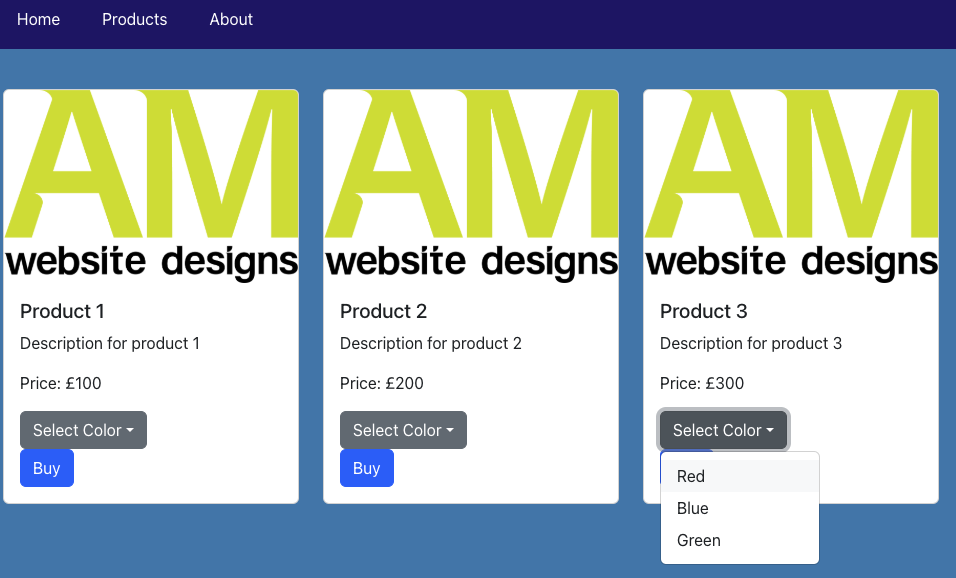 Home Products About
AM AM AM
website designs website designs website designs
Product 1 Product 2 Product 3
Description for product 1 Description for product 2 Description for product 3
Price: £100 Price: £200 Price: £300
Select Color Select Color Select Color
Buy Buy
Red
Blue
Green